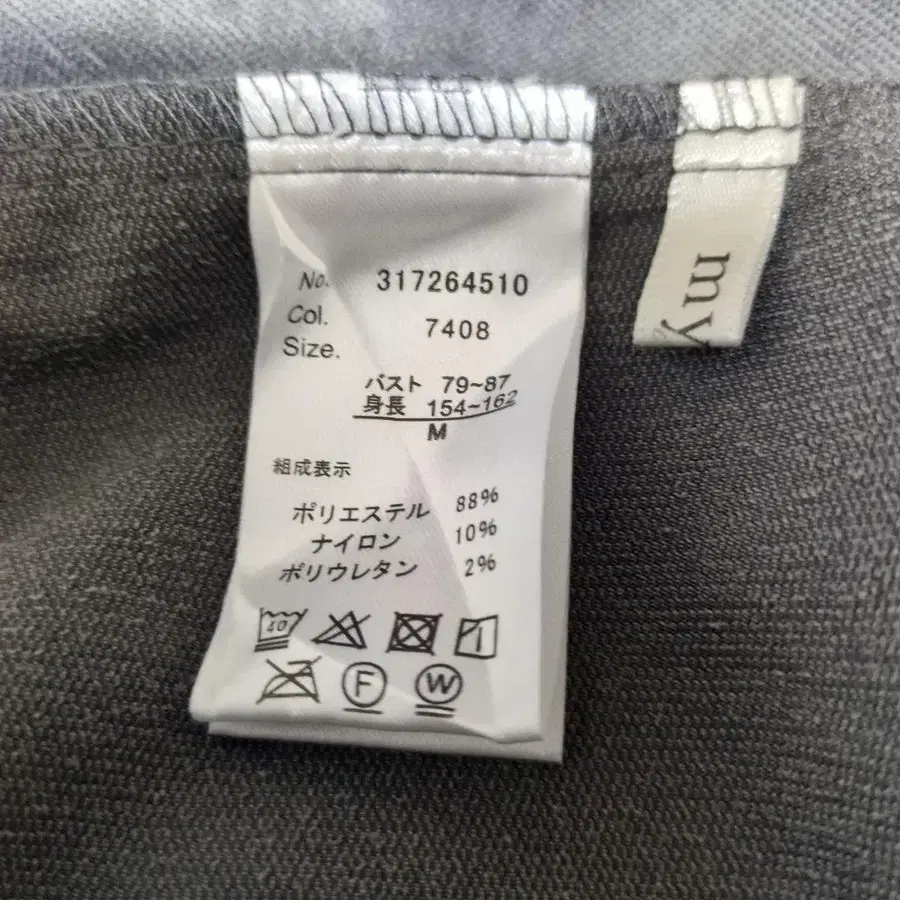 No. 317264510
Col. 7408
Size.
バスト 79~87
身長 154~162
M
組成表示
ポリエステル 88%
ナイロン 10%
ポリウレタン 2%
40
F
W
my